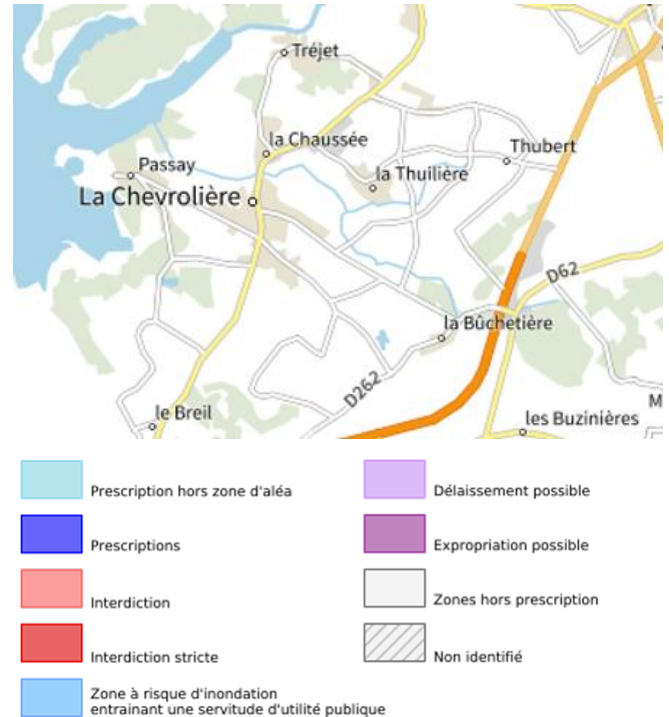 Tréjet
la Chaussée
Thubert
Passay
la Thuilière
La Chevrolière
D62
la Bûchetière
D262
M
le Breil
les Buzinières
Prescription hors zone d'aléa
Délaissement possible
Prescriptions
Expropriation possible
Interdiction
Zones hors prescription
Interdiction stricte
Non identifié
Zone à risque d'inondation
entrainant une servitude d'utilité publique